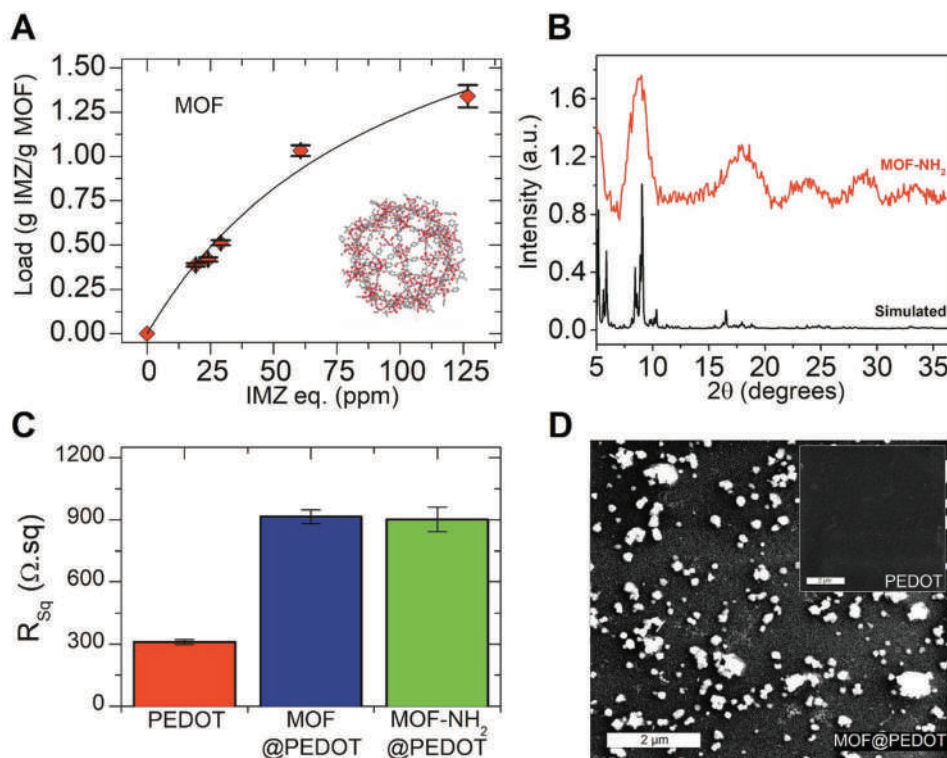 A
1.50
1.25
1.00
0.75
0.50
0.25
0.00
Load (g IMZ/g MOF)
MOF
0 25 50 75 100 125
IMZ eq. (ppm)
B
1.6
1.2
0.8
0.4
0.0
Intensity (a.u.)
MOF-NH₂
Simulated
5 10 15 20 25 30 35
2θ (degrees)
C
1200
900
600
300
0
R_Sq (Ω.sq)
PEDOT MOF @PEDOT MOF-NH₂ @PEDOT
D
PEDOT
2 µm
MOF@PEDOT